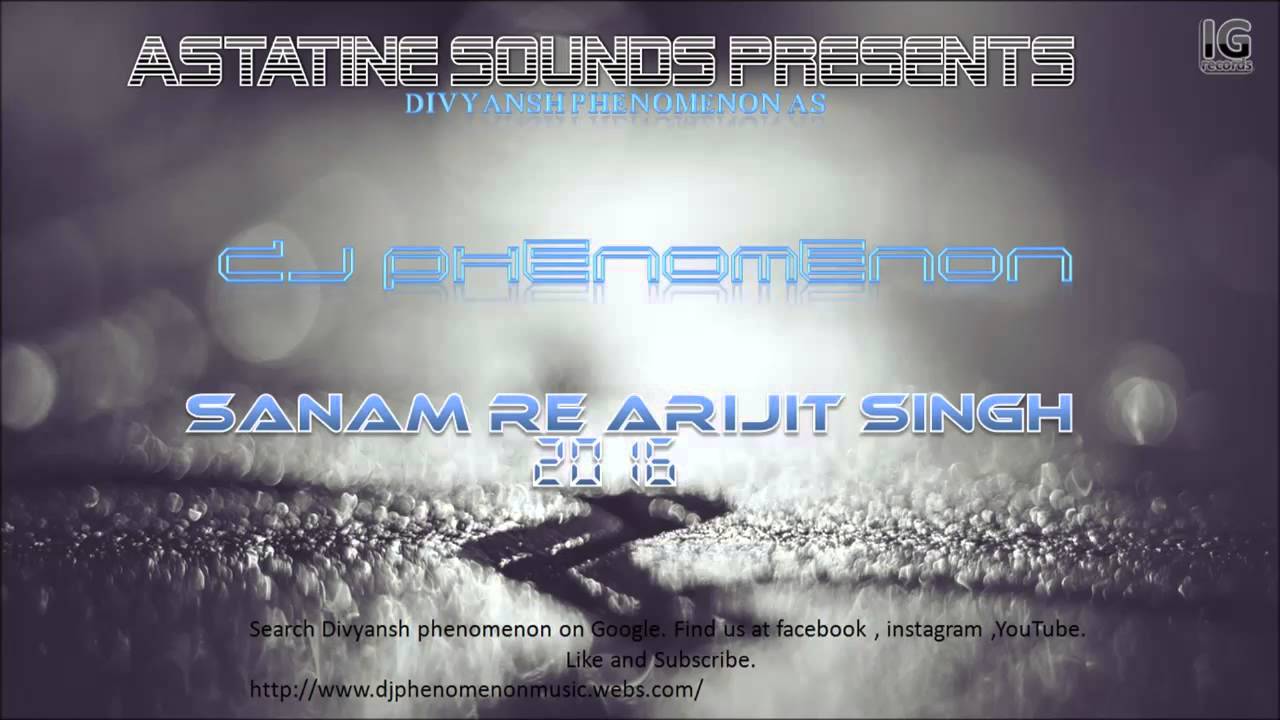 ASTATINE SOUNDS PRESENTS
IG
records
DIVYANSH PHENOMENON AS
DJ PHENOMENON
SANAM RE ARIJIT SINGH
2016
Search Divyansh phenomenon on Google. Find us at facebook , instagram ,YouTube.
Like and Subscribe.
http://www.djphenomenonmusic.webs.com/